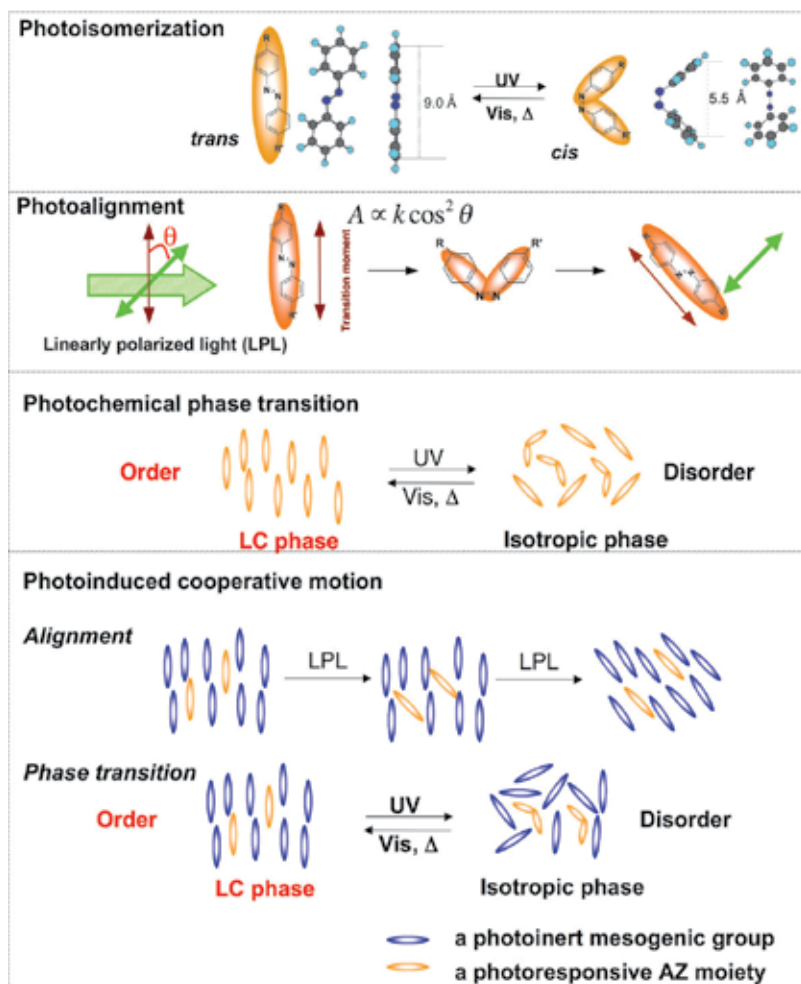 Photoisomerization
R
N
N
R'
trans
9.0 Å
UV
Vis, Δ
R
N
N
R'
cis
5.5 Å
Photoalignment
θ
A ∝ k cos² θ
R
N
N
R'
Transition moment
R
R'
N
N
N
N
Linearly polarized light (LPL)
Photochemical phase transition
Order
UV
Vis, Δ
Disorder
LC phase
Isotropic phase
Photoinduced cooperative motion
Alignment
LPL
LPL
Phase transition
Order
UV
Vis, Δ
Disorder
LC phase
Isotropic phase
a photoinert mesogenic group
a photoresponsive AZ moiety